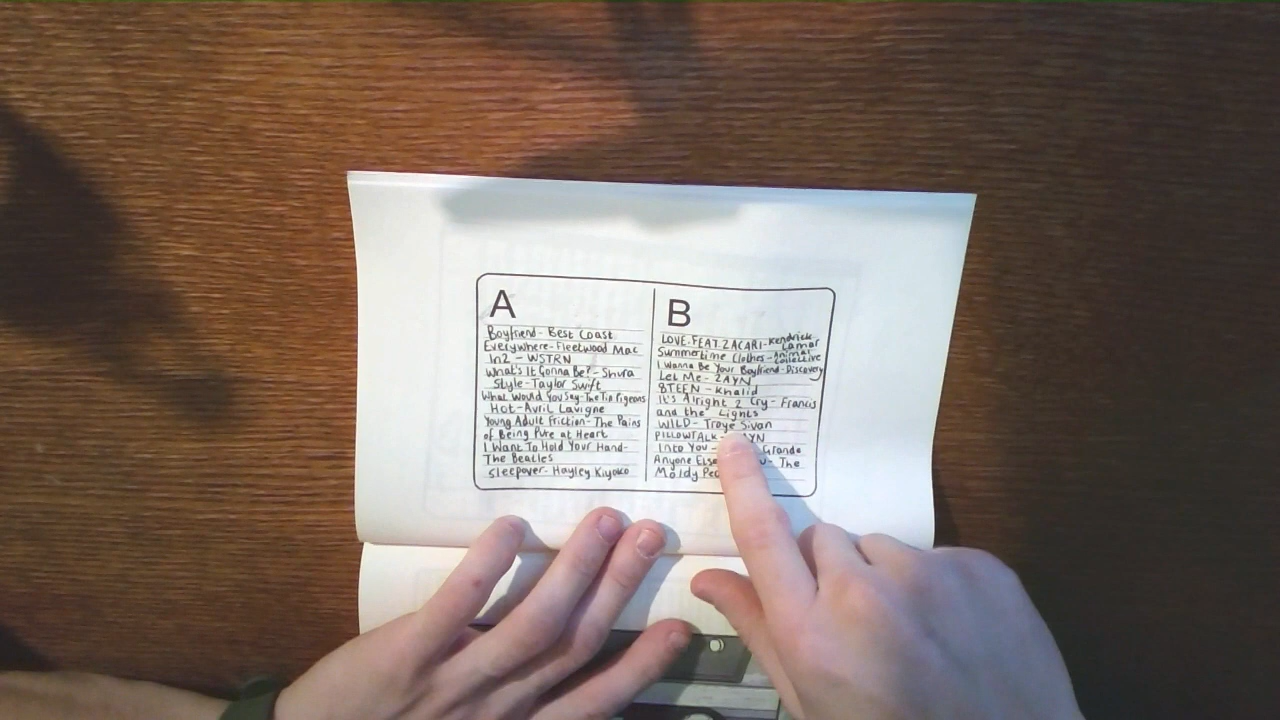 A
Boyfriend- Best Coast
Everywhere-Fleetwood Mac
In2 - WSTRN
What's It Gonna Be? - Shura
Style-Taylor Swift
What Would You Say-The Tin Pigeons
Hot-Avril Lavigne
Young Adult Friction- The Pains
of Being Pure at Heart
I Want To Hold Your Hand-
The Beatles
Sleepover- Hayley Kiyoko
B
LOVE.FEAT.ZACARI-Kendrick
Lamar
Summertime Clothes-Animal
Collective
I Wanna Be Your Boyfriend-Discovery
Let Me- ZAYN
8TEEN - Khalid
It's Alright 2 Cry- Francis
and the Lights
WILD- Troye Sivan
PILLOWTALK-
Into You - Grande
Anyone Else - The
Moldy